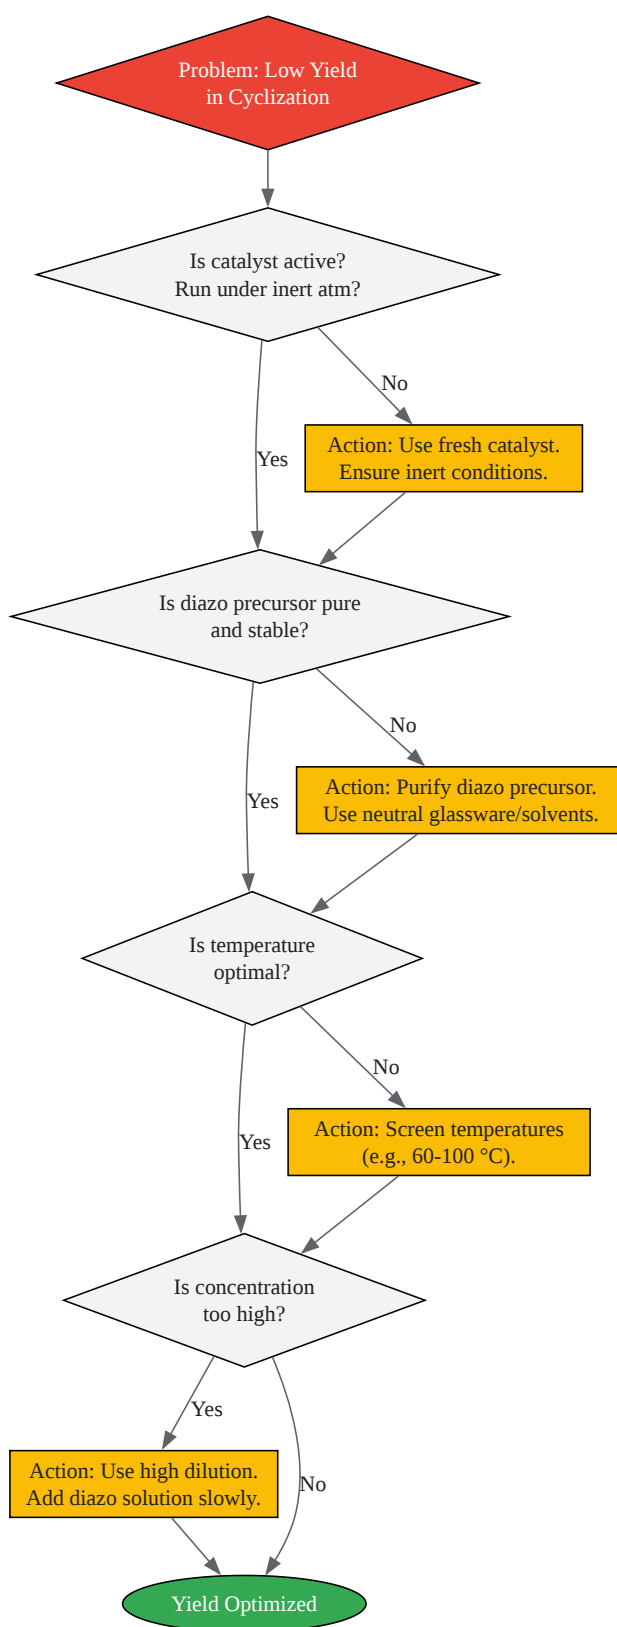 Problem: Low Yield
in Cyclization
Is catalyst active?
Run under inert atm?
No
Yes
Action: Use fresh catalyst.
Ensure inert conditions.
Is diazo precursor pure
and stable?
No
Yes
Action: Purify diazo precursor.
Use neutral glassware/solvents.
Is temperature
optimal?
No
Yes
Action: Screen temperatures
(e.g., 60-100 °C).
Is concentration
too high?
Yes
No
Action: Use high dilution.
Add diazo solution slowly.
Yield Optimized